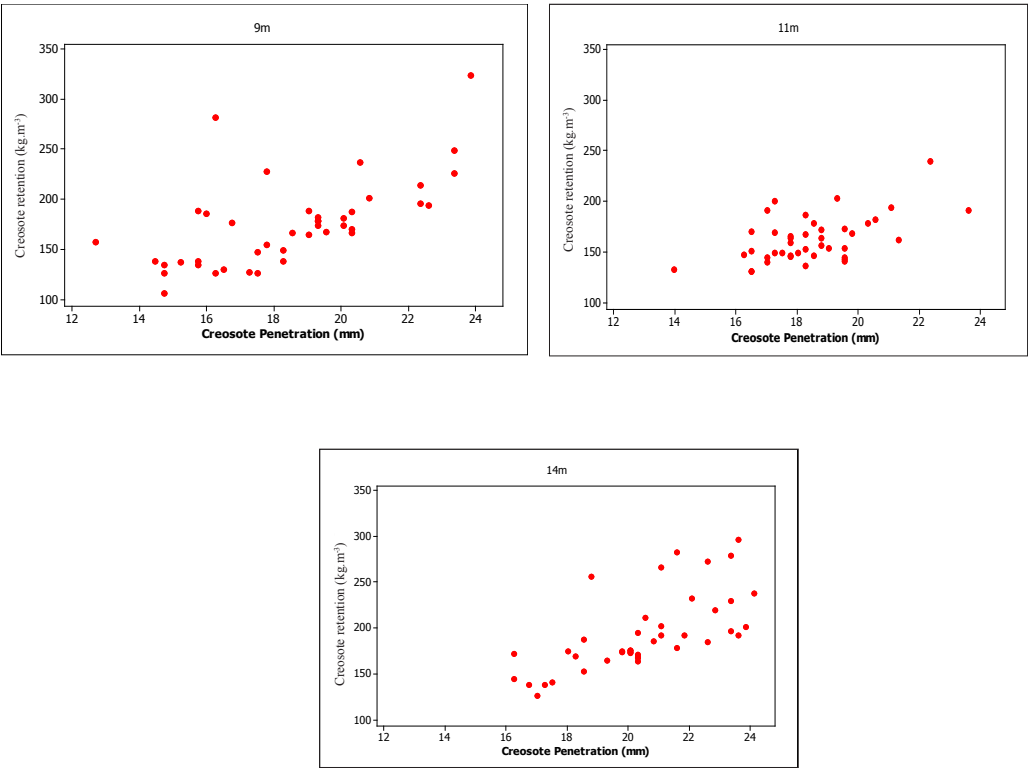 9m
Creosote retention (kg.m-3)
350
300
250
200
150
100
12 14 16 18 20 22 24
Creosote Penetration (mm)
11m
Creosote retention (kg.m-3)
350
300
250
200
150
100
12 14 16 18 20 22 24
Creosote Penetration (mm)
14m
Creosote retention (kg.m-3)
350
300
250
200
150
100
12 14 16 18 20 22 24
Creosote Penetration (mm)